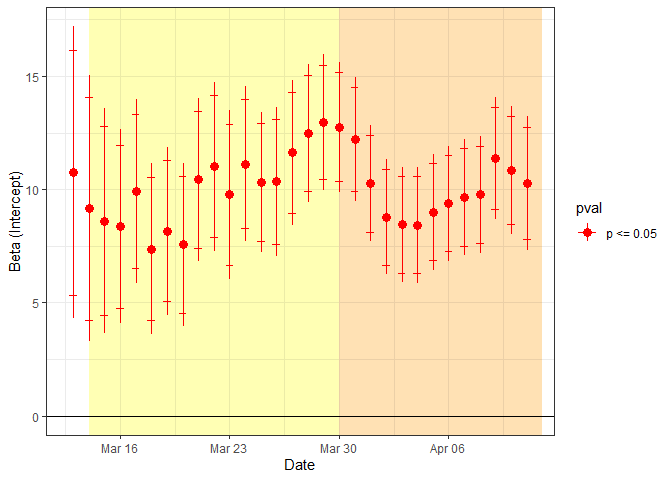 Beta (Intercept)
15
10
5
0
Mar 16
Mar 23
Mar 30
Apr 06
Date
pval
p <= 0.05